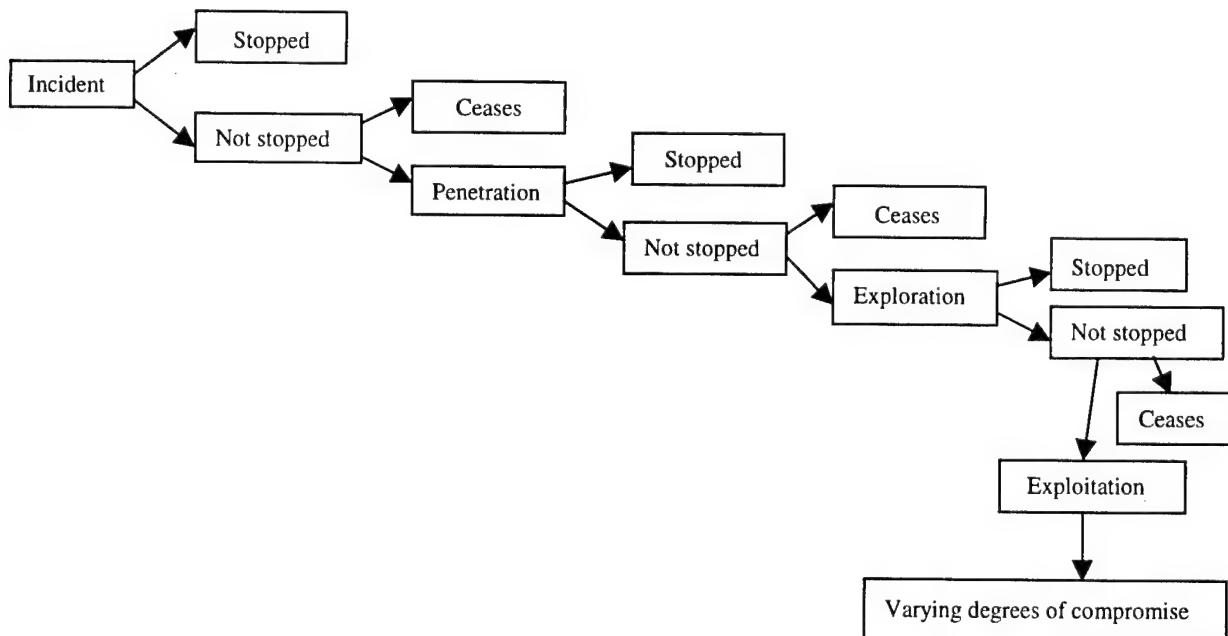 Stopped
Incident
Ceases
Not stopped
Stopped
Penetration
Ceases
Not stopped
Stopped
Exploration
Not stopped
Ceases
Exploitation
Varying degrees of compromise